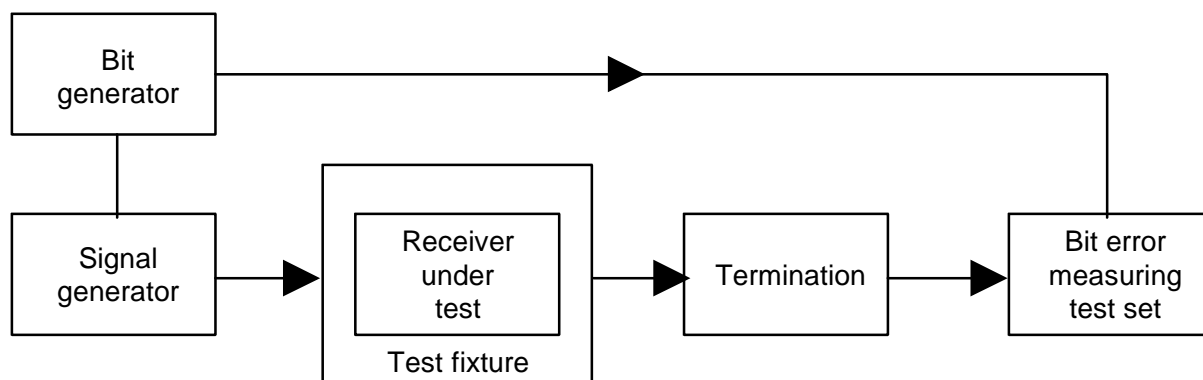 Bit
generator
Signal
generator
Receiver
under
test
Test fixture
Termination
Bit error
measuring
test set